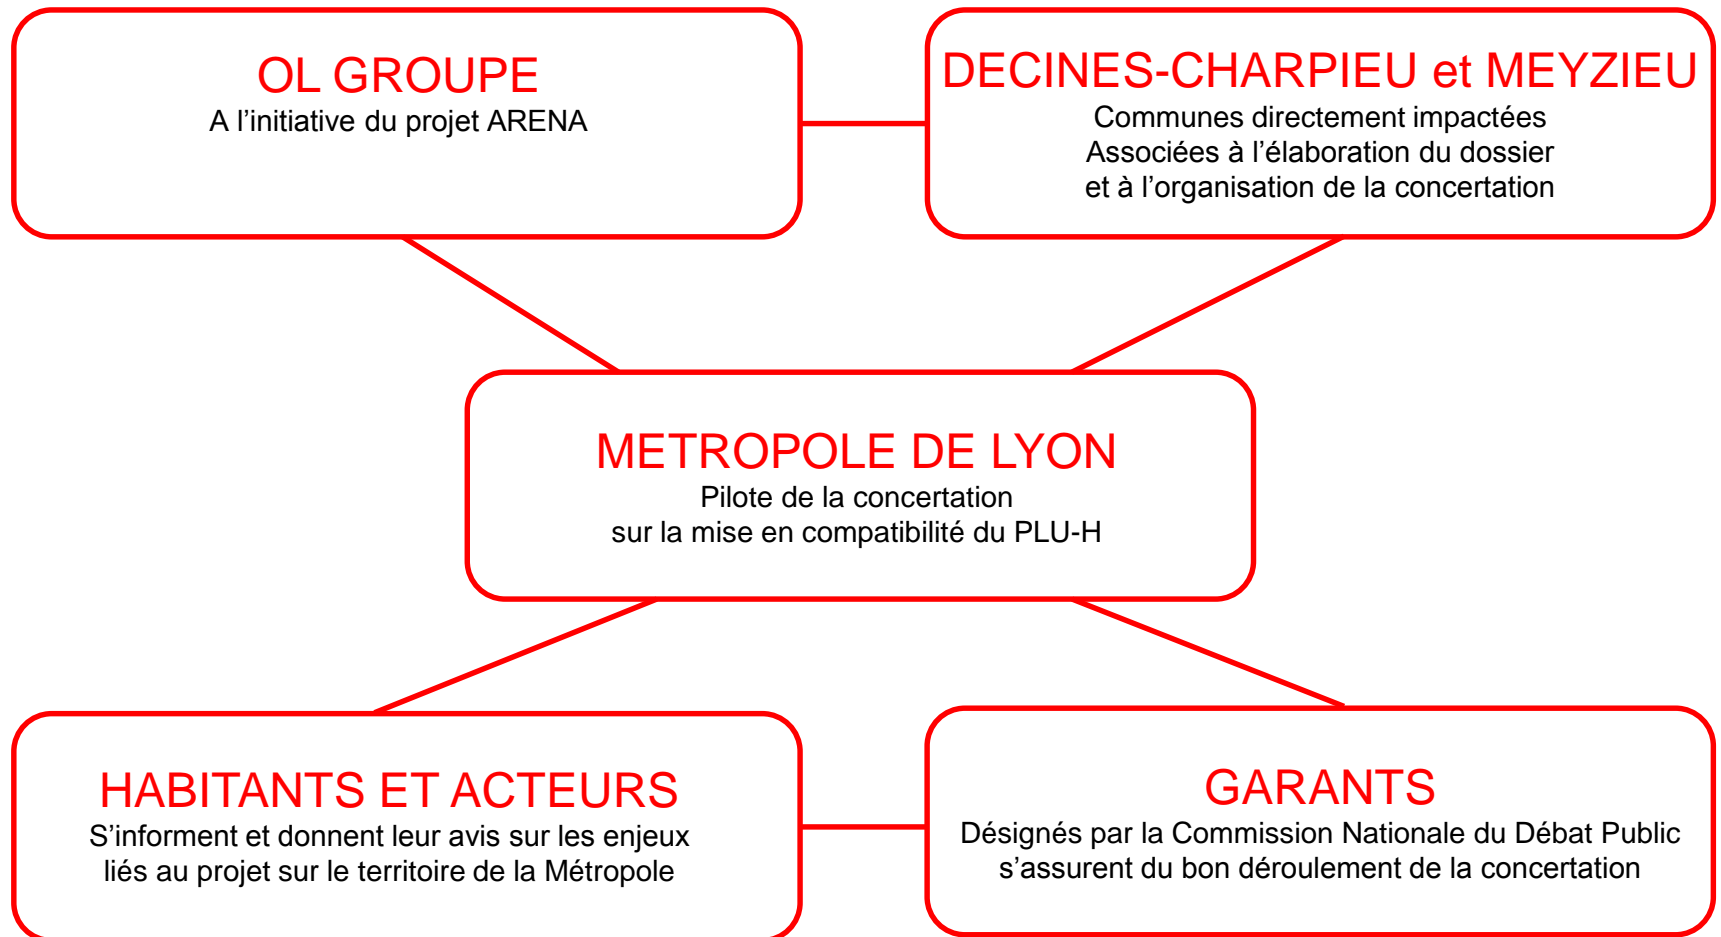 OL GROUPE
A l’initiative du projet ARENA
DECINES-CHARPIEU et MEYZIEU
Communes directement impactées
Associées à l’élaboration du dossier
et à l’organisation de la concertation
METROPOLE DE LYON
Pilote de la concertation
sur la mise en compatibilité du PLU-H
HABITANTS ET ACTEURS
S’informent et donnent leur avis sur les enjeux
liés au projet sur le territoire de la Métropole
GARANTS
Désignés par la Commission Nationale du Débat Public
s’assurent du bon déroulement de la concertation